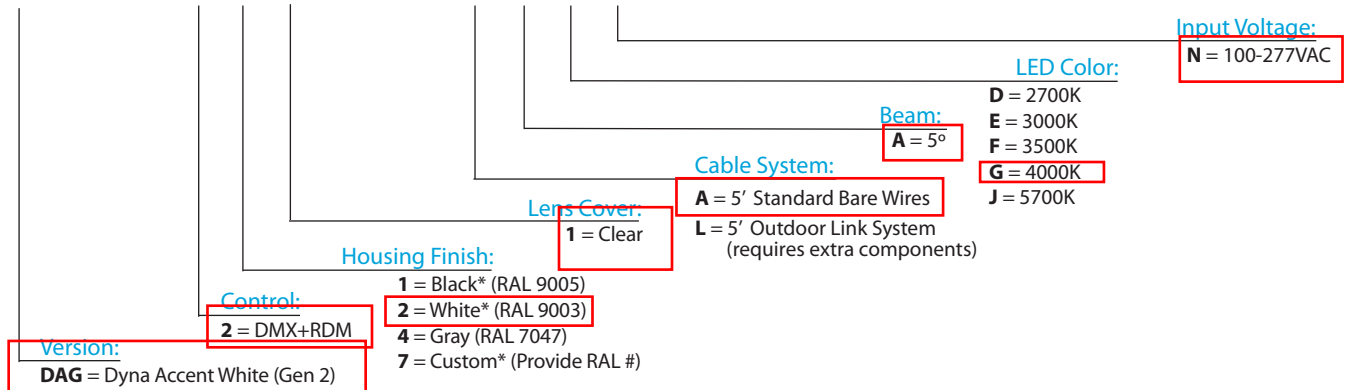 Input Voltage:
N = 100-277VAC
LED Color:
D = 2700K
E = 3000K
F = 3500K
G = 4000K
J = 5700K
Beam:
A = 5º
Cable System:
A = 5’ Standard Bare Wires
L = 5’ Outdoor Link System
(requires extra components)
Lens Cover:
1 = Clear
Housing Finish:
1 = Black* (RAL 9005)
2 = White* (RAL 9003)
4 = Gray (RAL 7047)
7 = Custom* (Provide RAL #)
Control:
2 = DMX+RDM
Version:
DAG = Dyna Accent White (Gen 2)